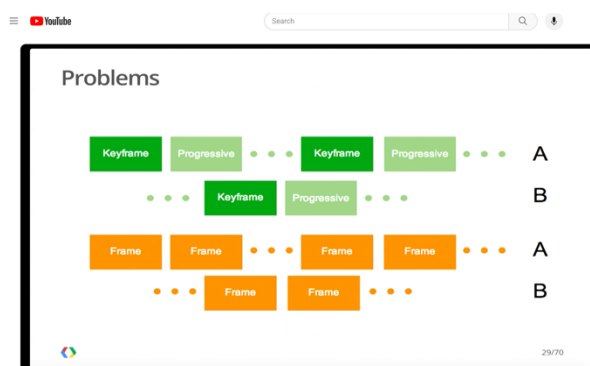 YouTube
Search
Problems
Keyframe Progressive Keyframe Progressive A
Keyframe Progressive B
Frame Frame Frame Frame A
Frame Frame B
29/70